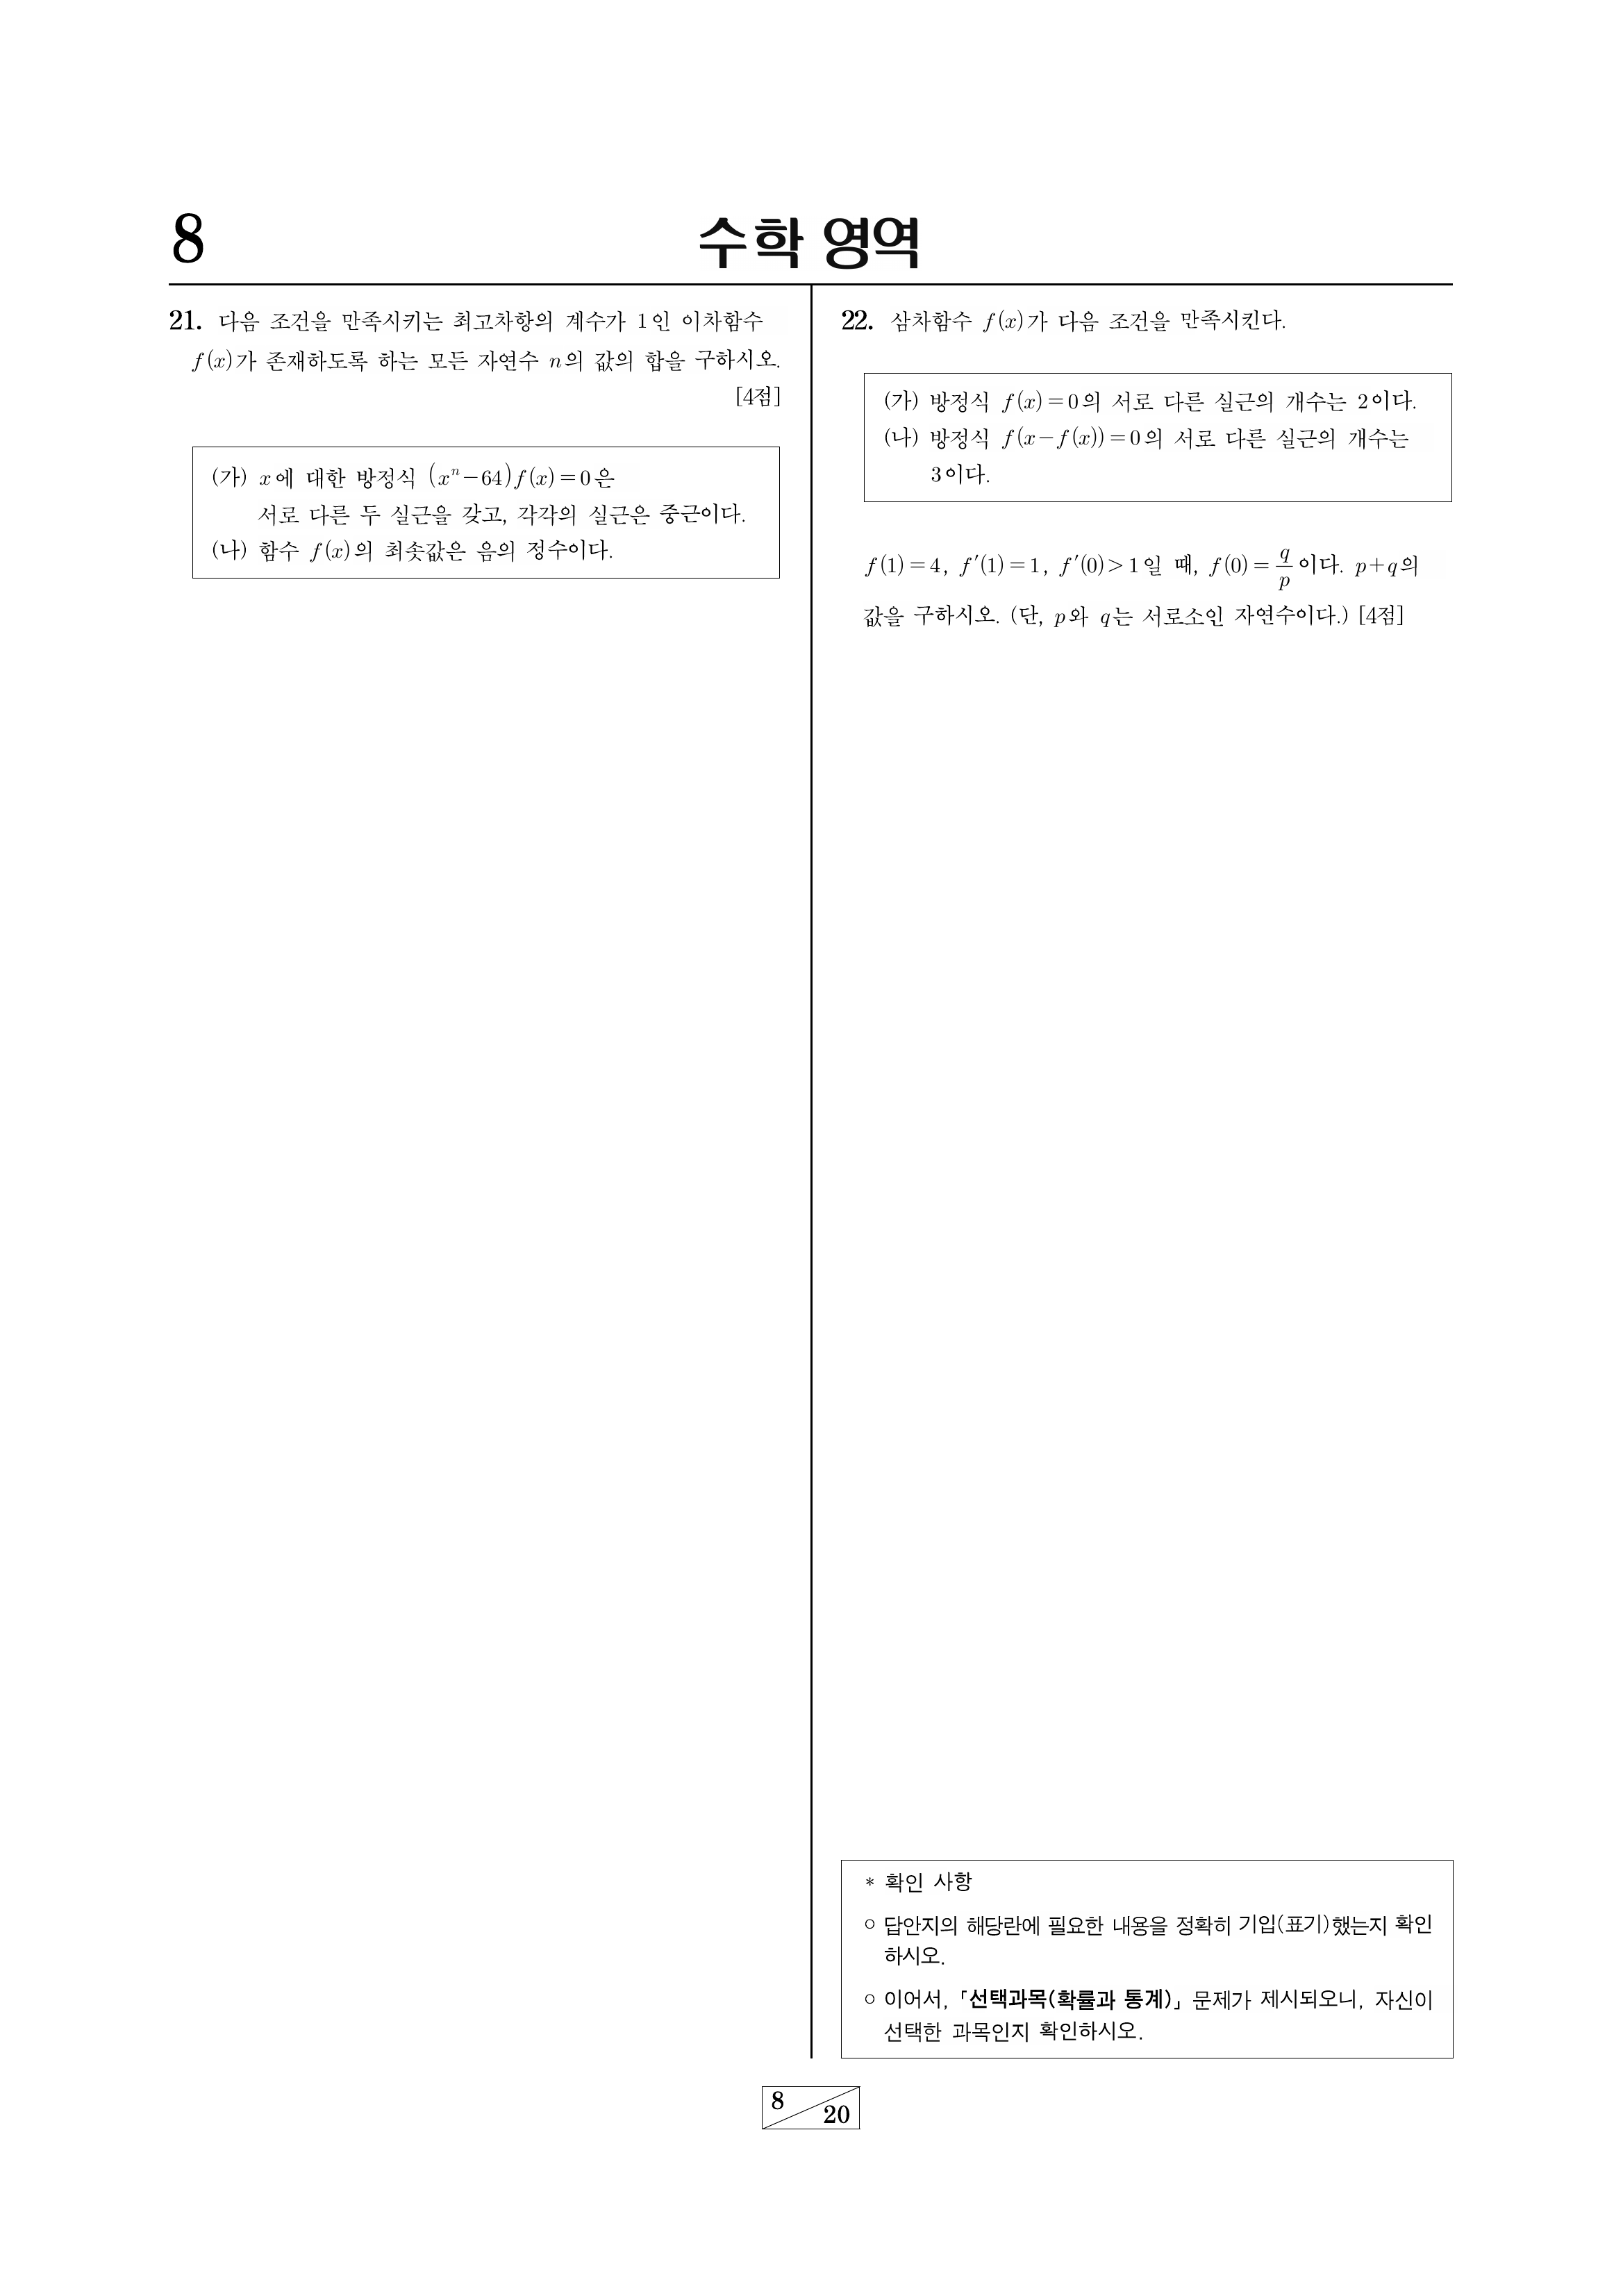 8
수학 영역
21. 다음 조건을 만족시키는 최고차항의 계수가 1인 이차함수
f(x)가 존재하도록 하는 모든 자연수 n의 값의 합을 구하시오.
[4점]
(가) x에 대한 방정식 (xⁿ-64)f(x)=0은
서로 다른 두 실근을 갖고, 각각의 실근은 중근이다.
(나) 함수 f(x)의 최솟값은 음의 정수이다.
22. 삼차함수 f(x)가 다음 조건을 만족시킨다.
(가) 방정식 f(x)=0의 서로 다른 실근의 개수는 2이다.
(나) 방정식 f(x-f(x))=0의 서로 다른 실근의 개수는
3이다.
f(1)=4, f′(1)=1, f′(0)>1일 때, f(0)=q/p이다. p+q의
값을 구하시오. (단, p와 q는 서로소인 자연수이다.) [4점]
* 확인 사항
○ 답안지의 해당란에 필요한 내용을 정확히 기입(표기)했는지 확인
하시오.
○ 이어서, 「선택과목(확률과 통계)」 문제가 제시되오니, 자신이
선택한 과목인지 확인하시오.
8
20